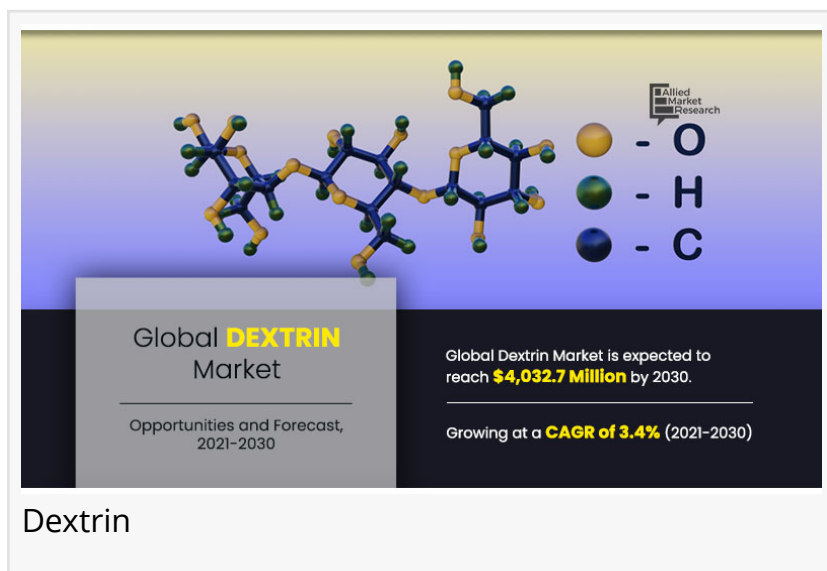 Allied
Market
Research
- O
- H
- C
Global DEXTRIN
Market
Opportunities and Forecast,
2021-2030
Global Dextrin Market is expected to
reach $4,032.7 Million by 2030.
Growing at a CAGR of 3.4% (2021-2030)
Dextrin